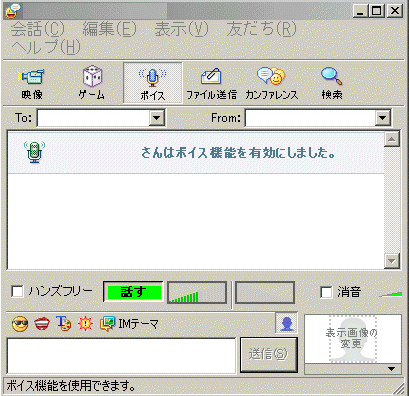 会話(C) 編集(E) 表示(V) 友だち(R)
ヘルプ(H)
映像 ゲーム ボイス ファイル送信 カンファレンス 検索
To: From:
さんはボイス機能を有効にしました。
ハンズフリー 話す 消音
IMテーマ
表示画像の
変更
送信(S)
ボイス機能を使用できます。